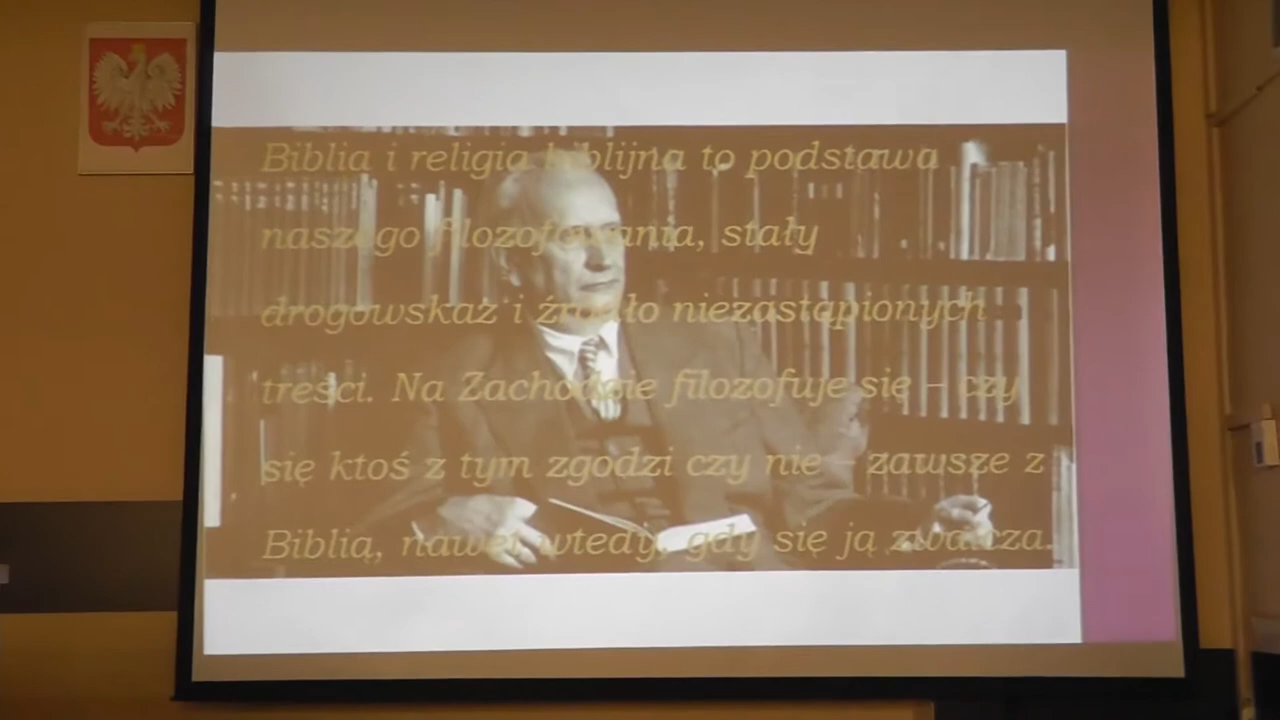 Biblia i religia biblijna to podstawa
naszego filozofowania, stały
drogowskaz i źródło niezastąpionych
treści. Na Zachodzie filozofuje się – czy
się ktoś z tym zgodzi czy nie – zawsze z
Biblią, nawet wtedy, gdy się ją zwalcza.